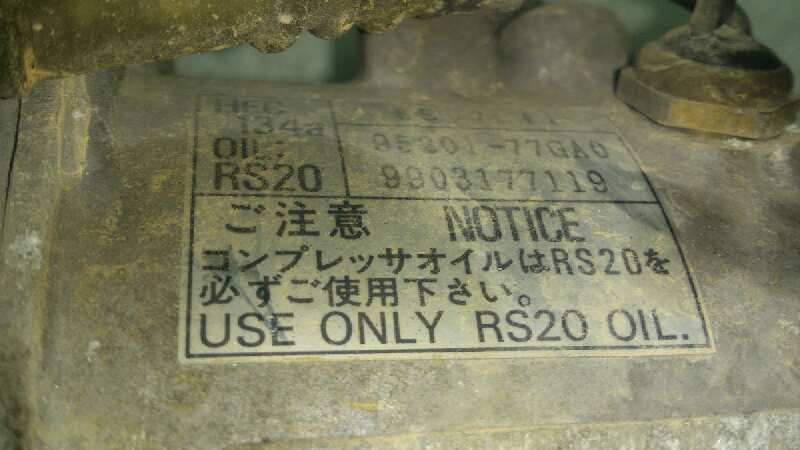 HFC
134a
OIL:
RS20
95201-77GA0
9903177119
ご注意 NOTICE
コンプレッサオイルはRS20を
必ずご使用下さい。
USE ONLY RS20 OIL.